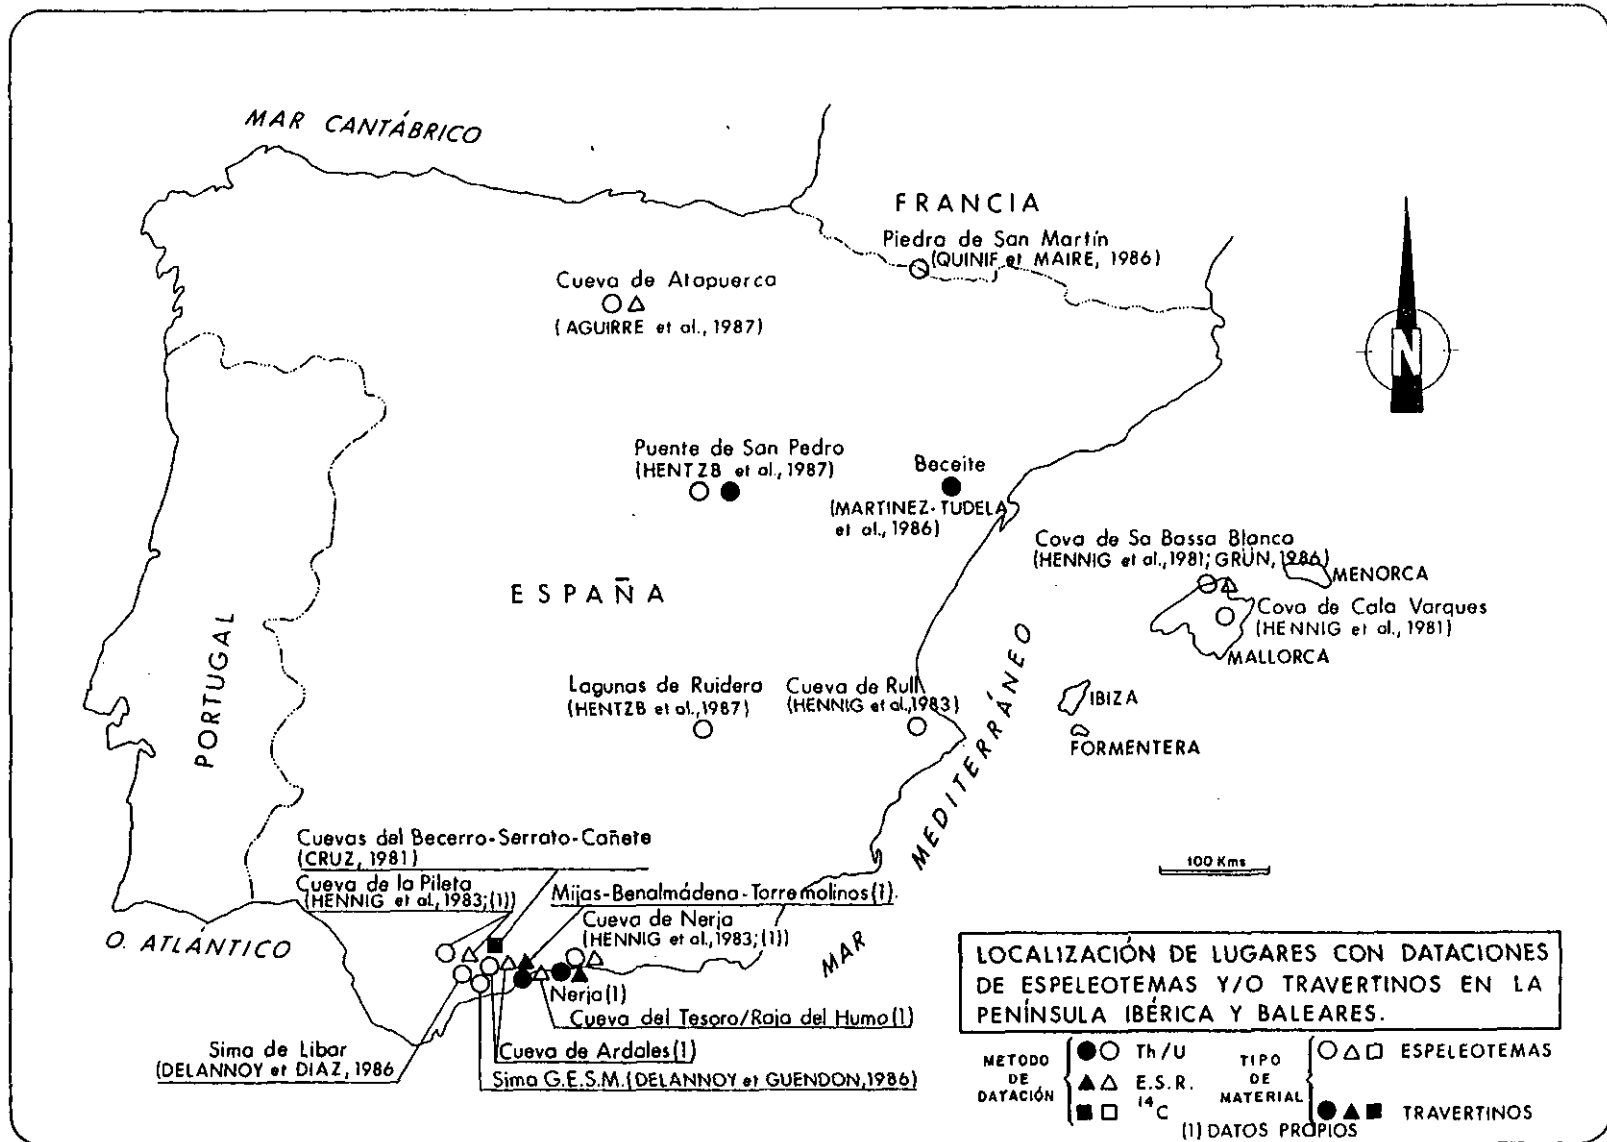 MAR CANTÁBRICO
FRANCIA
Piedra de San Martín
(QUINIF et MAIRE, 1986)
Cueva de Atapuerca
(AGUIRRE et al., 1987)
N
Puente de San Pedro
(HENTZB et al., 1987)
Beceite
(MARTINEZ-TUDELA
et al., 1986)
Cova de Sa Bassa Blanca
(HENNIG et al., 1981; GRÜN, 1986)
MENORCA
ESPAÑA
Cova de Cala Varques
(HENNIG et al., 1981)
MALLORCA
PORTUGAL
Lagunas de Ruidera
(HENTZB et al., 1987)
Cueva de Rull
(HENNIG et al., 1983)
IBIZA
FORMENTERA
MAR MEDITERRÁNEO
Cuevas del Becerro-Serrato-Cañete
(CRUZ, 1981)
100 Kms
Cueva de la Pileta
(HENNIG et al., 1983; (1))
Mijas-Benalmádena-Torremolinos (1).
Cueva de Nerja
(HENNIG et al., 1983; (1))
O. ATLÁNTICO
Nerja (1)
Cueva del Tesoro/Raja del Humo (1)
Sima de Libar
(DELANNOY et DIAZ, 1986
Cueva de Ardales (1)
Sima G.E.S.M. (DELANNOY et GUENDON, 1986)
LOCALIZACIÓN DE LUGARES CON DATACIONES
DE ESPELEOTEMAS Y/O TRAVERTINOS EN LA
PENÍNSULA IBÉRICA Y BALEARES.
METODO
DE
DATACIÓN
Th/U
E.S.R.
14C
TIPO
DE
MATERIAL
ESPELEOTEMAS
TRAVERTINOS
(1) DATOS PROPIOS